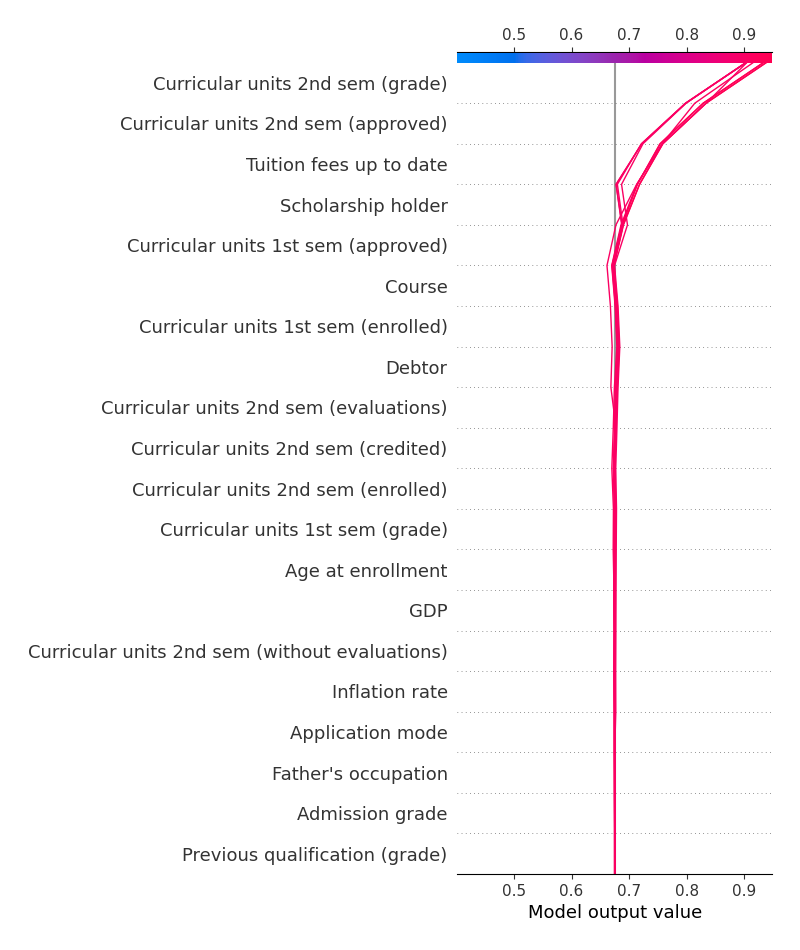 0.5 0.6 0.7 0.8 0.9
Curricular units 2nd sem (grade)
Curricular units 2nd sem (approved)
Tuition fees up to date
Scholarship holder
Curricular units 1st sem (approved)
Course
Curricular units 1st sem (enrolled)
Debtor
Curricular units 2nd sem (evaluations)
Curricular units 2nd sem (credited)
Curricular units 2nd sem (enrolled)
Curricular units 1st sem (grade)
Age at enrollment
GDP
Curricular units 2nd sem (without evaluations)
Inflation rate
Application mode
Father's occupation
Admission grade
Previous qualification (grade)
0.5 0.6 0.7 0.8 0.9
Model output value